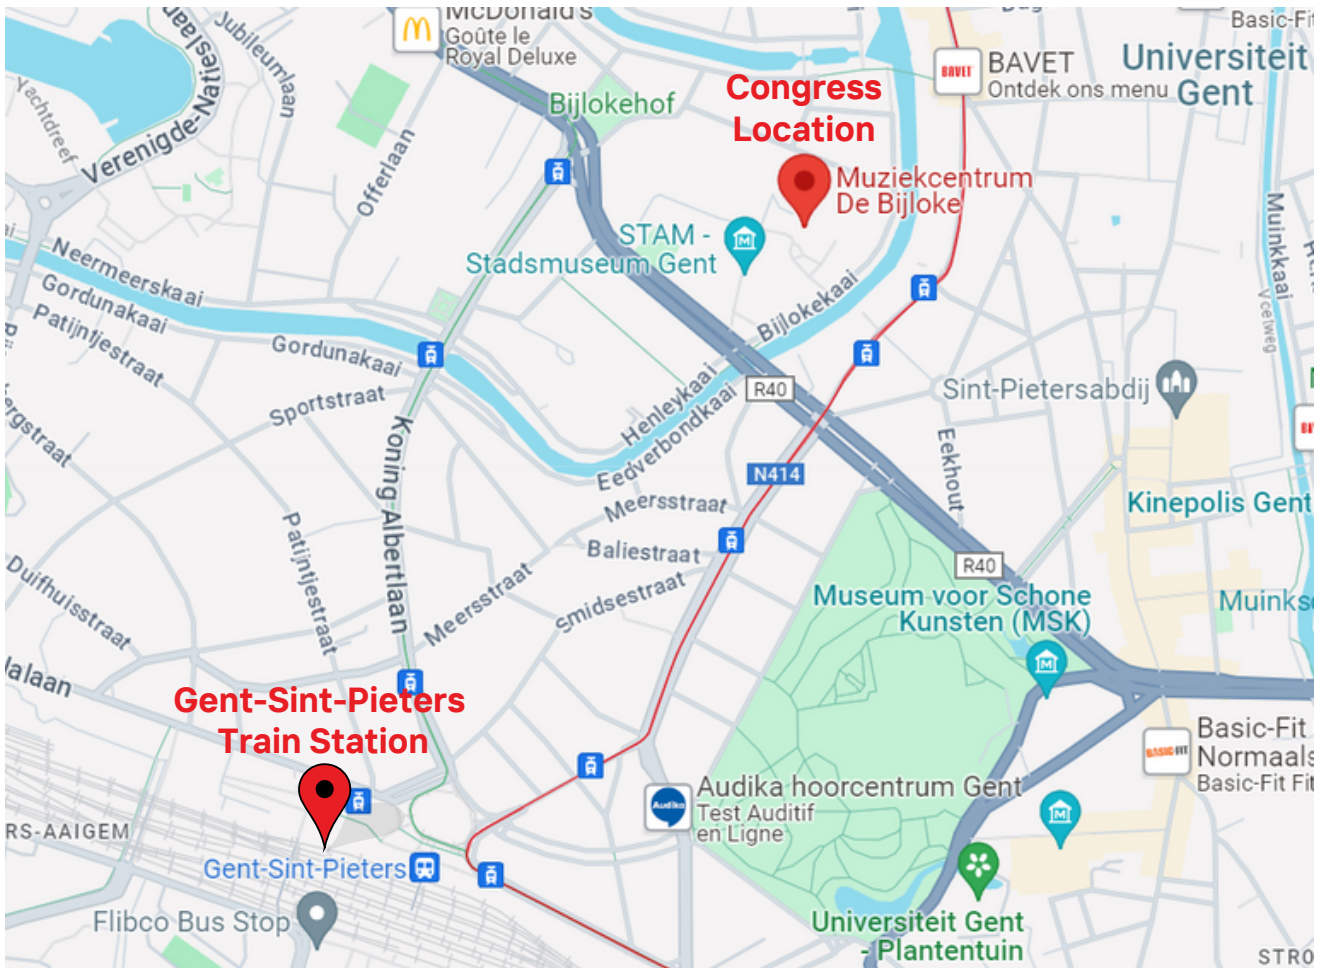 McDonald's
Goûte le
Royal Deluxe
Basic-Fit
Jubileumlaan
Verenigde-Natieslaan
Yachtdreef
Offerlaan
Bijlokehof
Congress
Location
BAVET
BAVET
Ontdek ons menu
Universiteit
Gent
Muziekcentrum
De Bijloke
STAM -
Stadsmuseum Gent
Muinkkaai
Voetweg
Neermeerskaai
Gordunakaai
Patijntjestraat
Gordunakaai
Sportstraat
Bijlokekaai
Henleykaai
Eedverbondkaai
R40
Sint-Pietersabdij
Koning Albertlaan
Eekhout
N414
Meersstraat
Baliestraat
Smidsestraat
Meersstraat
Patijntjestraat
Duifhuisstraat
Kinepolis Gent
R40
Museum voor Schone
Kunsten (MSK)
Gent-Sint-Pieters
Train Station
Basic-Fit
BASIC-FIT
Basic-Fit
Audika
Audika hoorcentrum Gent
Test Auditif
en Ligne
RS-AAIGEM
Gent-Sint-Pieters
Flibco Bus Stop
Universiteit Gent
- Plantentuin
STRO